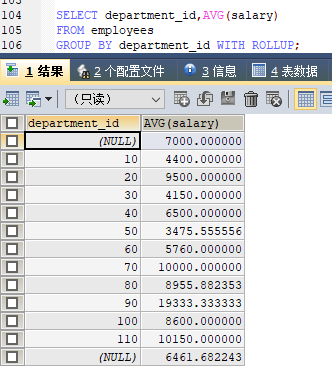 103
104 SELECT department_id,AVG(salary)
105 FROM employees
106 GROUP BY department_id WITH ROLLUP;
1 结果 2 个配置文件 3 信息 4 表数据
（只读）
department_id AVG(salary)
(NULL) 7000.000000
10 4400.000000
20 9500.000000
30 4150.000000
40 6500.000000
50 3475.555556
60 5760.000000
70 10000.000000
80 8955.882353
90 19333.333333
100 8600.000000
110 10150.000000
(NULL) 6461.682243